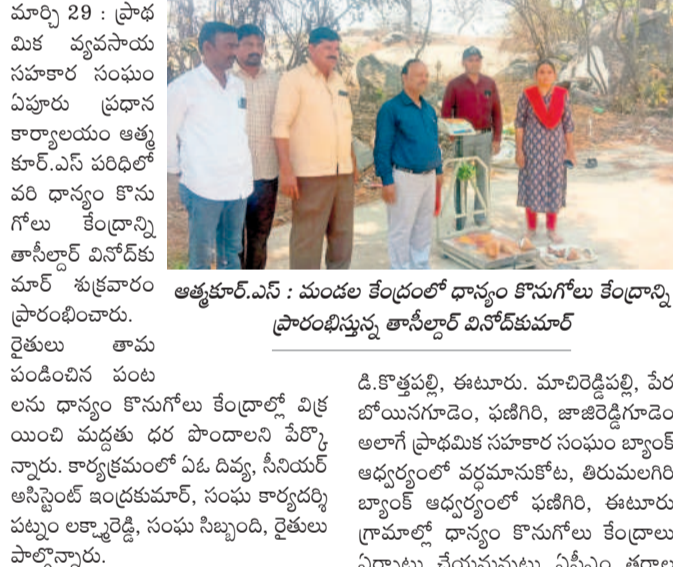 మార్చి 29 : ప్రాథ
మిక వ్యవసాయ
సహకార సంఘం
ఏపూరు ప్రధాన
కార్యాలయం ఆత్మ
కూర్.ఎస్ పరిధిలో
వరి ధాన్యం కొను
గోలు కేంద్రాన్ని
తాసీల్దార్ వినోద్‌కు
మార్ శుక్రవారం
ప్రారంభించారు.
రైతులు తమ
పండించిన పంట
లను ధాన్యం కొనుగోలు కేంద్రాల్లో విక్ర
యించి మద్దతు ధర పొందాలని పేర్కొ
న్నారు. కార్యక్రమంలో ఏఓ దివ్య, సీనియర్
అసిస్టెంట్ ఇంద్రకుమార్, సంఘ కార్యదర్శి
పట్నం లక్ష్మారెడ్డి, సంఘ సిబ్బంది, రైతులు
పాల్గొన్నారు.
ఆత్మకూర్.ఎస్ : మండల కేంద్రంలో ధాన్యం కొనుగోలు కేంద్రాన్ని
ప్రారంభిస్తున్న తాసీల్దార్ వినోద్‌కుమార్
డి.కొత్తపల్లి, ఈటూరు. మాచిరెడ్డిపల్లి, పేర
బోయినగూడెం, ఫణిగిరి, జాజిరెడ్డిగూడెం
అలాగే ప్రాథమిక సహకార సంఘం బ్యాంక్
ఆధ్వర్యంలో వర్ధమానుకోట, తిరుమలగిరి
బ్యాంక్ ఆధ్వర్యంలో ఫణిగిరి, ఈటూరు
గ్రామాల్లో ధాన్యం కొనుగోలు కేంద్రాలు